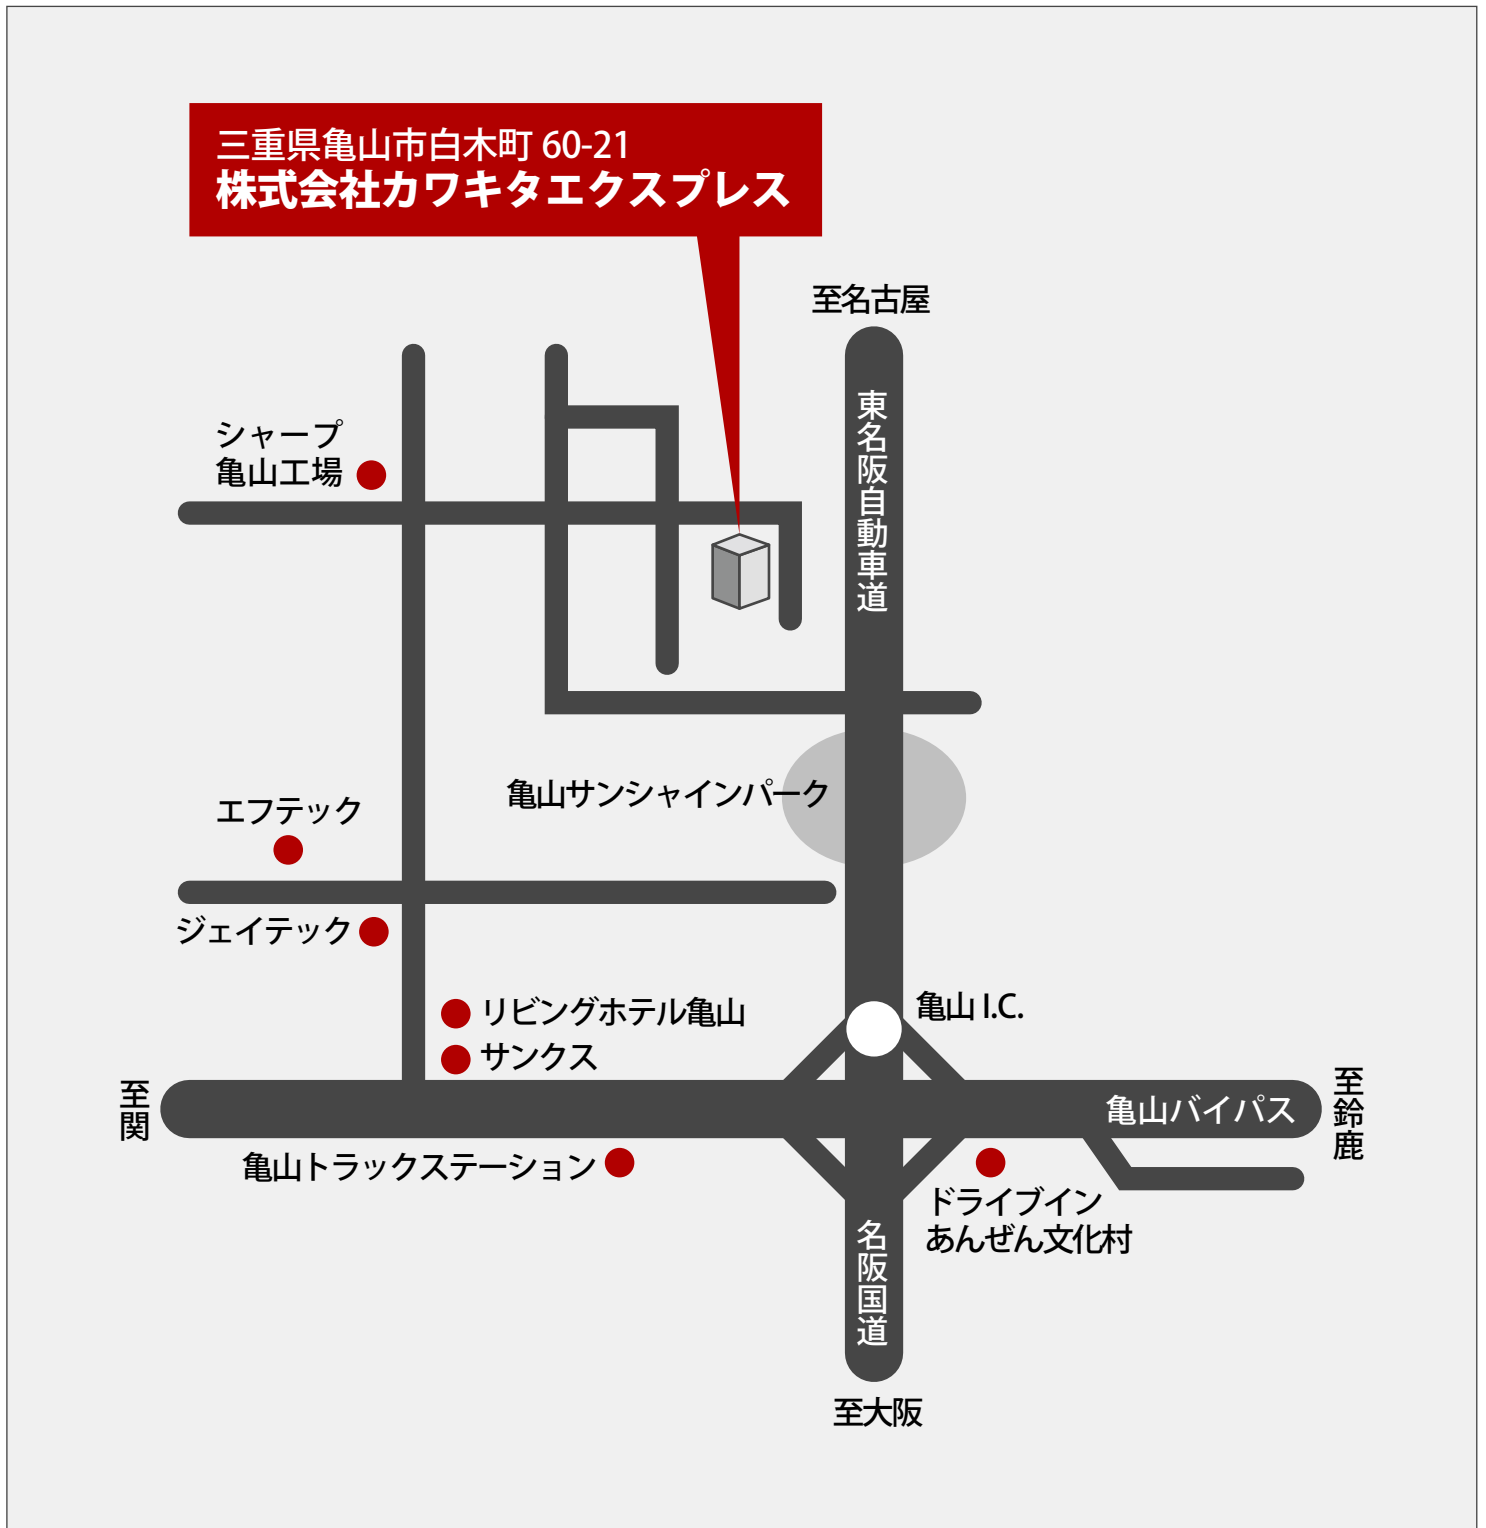 三重県亀山市白木町 60-21
株式会社カワキタエクスプレス
至名古屋
東名阪自動車道
シャープ
亀山工場
亀山サンシャインパーク
エフテック
ジェイテック
リビングホテル亀山
サンクス
亀山 I.C.
至関
亀山バイパス
至鈴鹿
亀山トラックステーション
ドライブイン
あんぜん文化村
名阪国道
至大阪